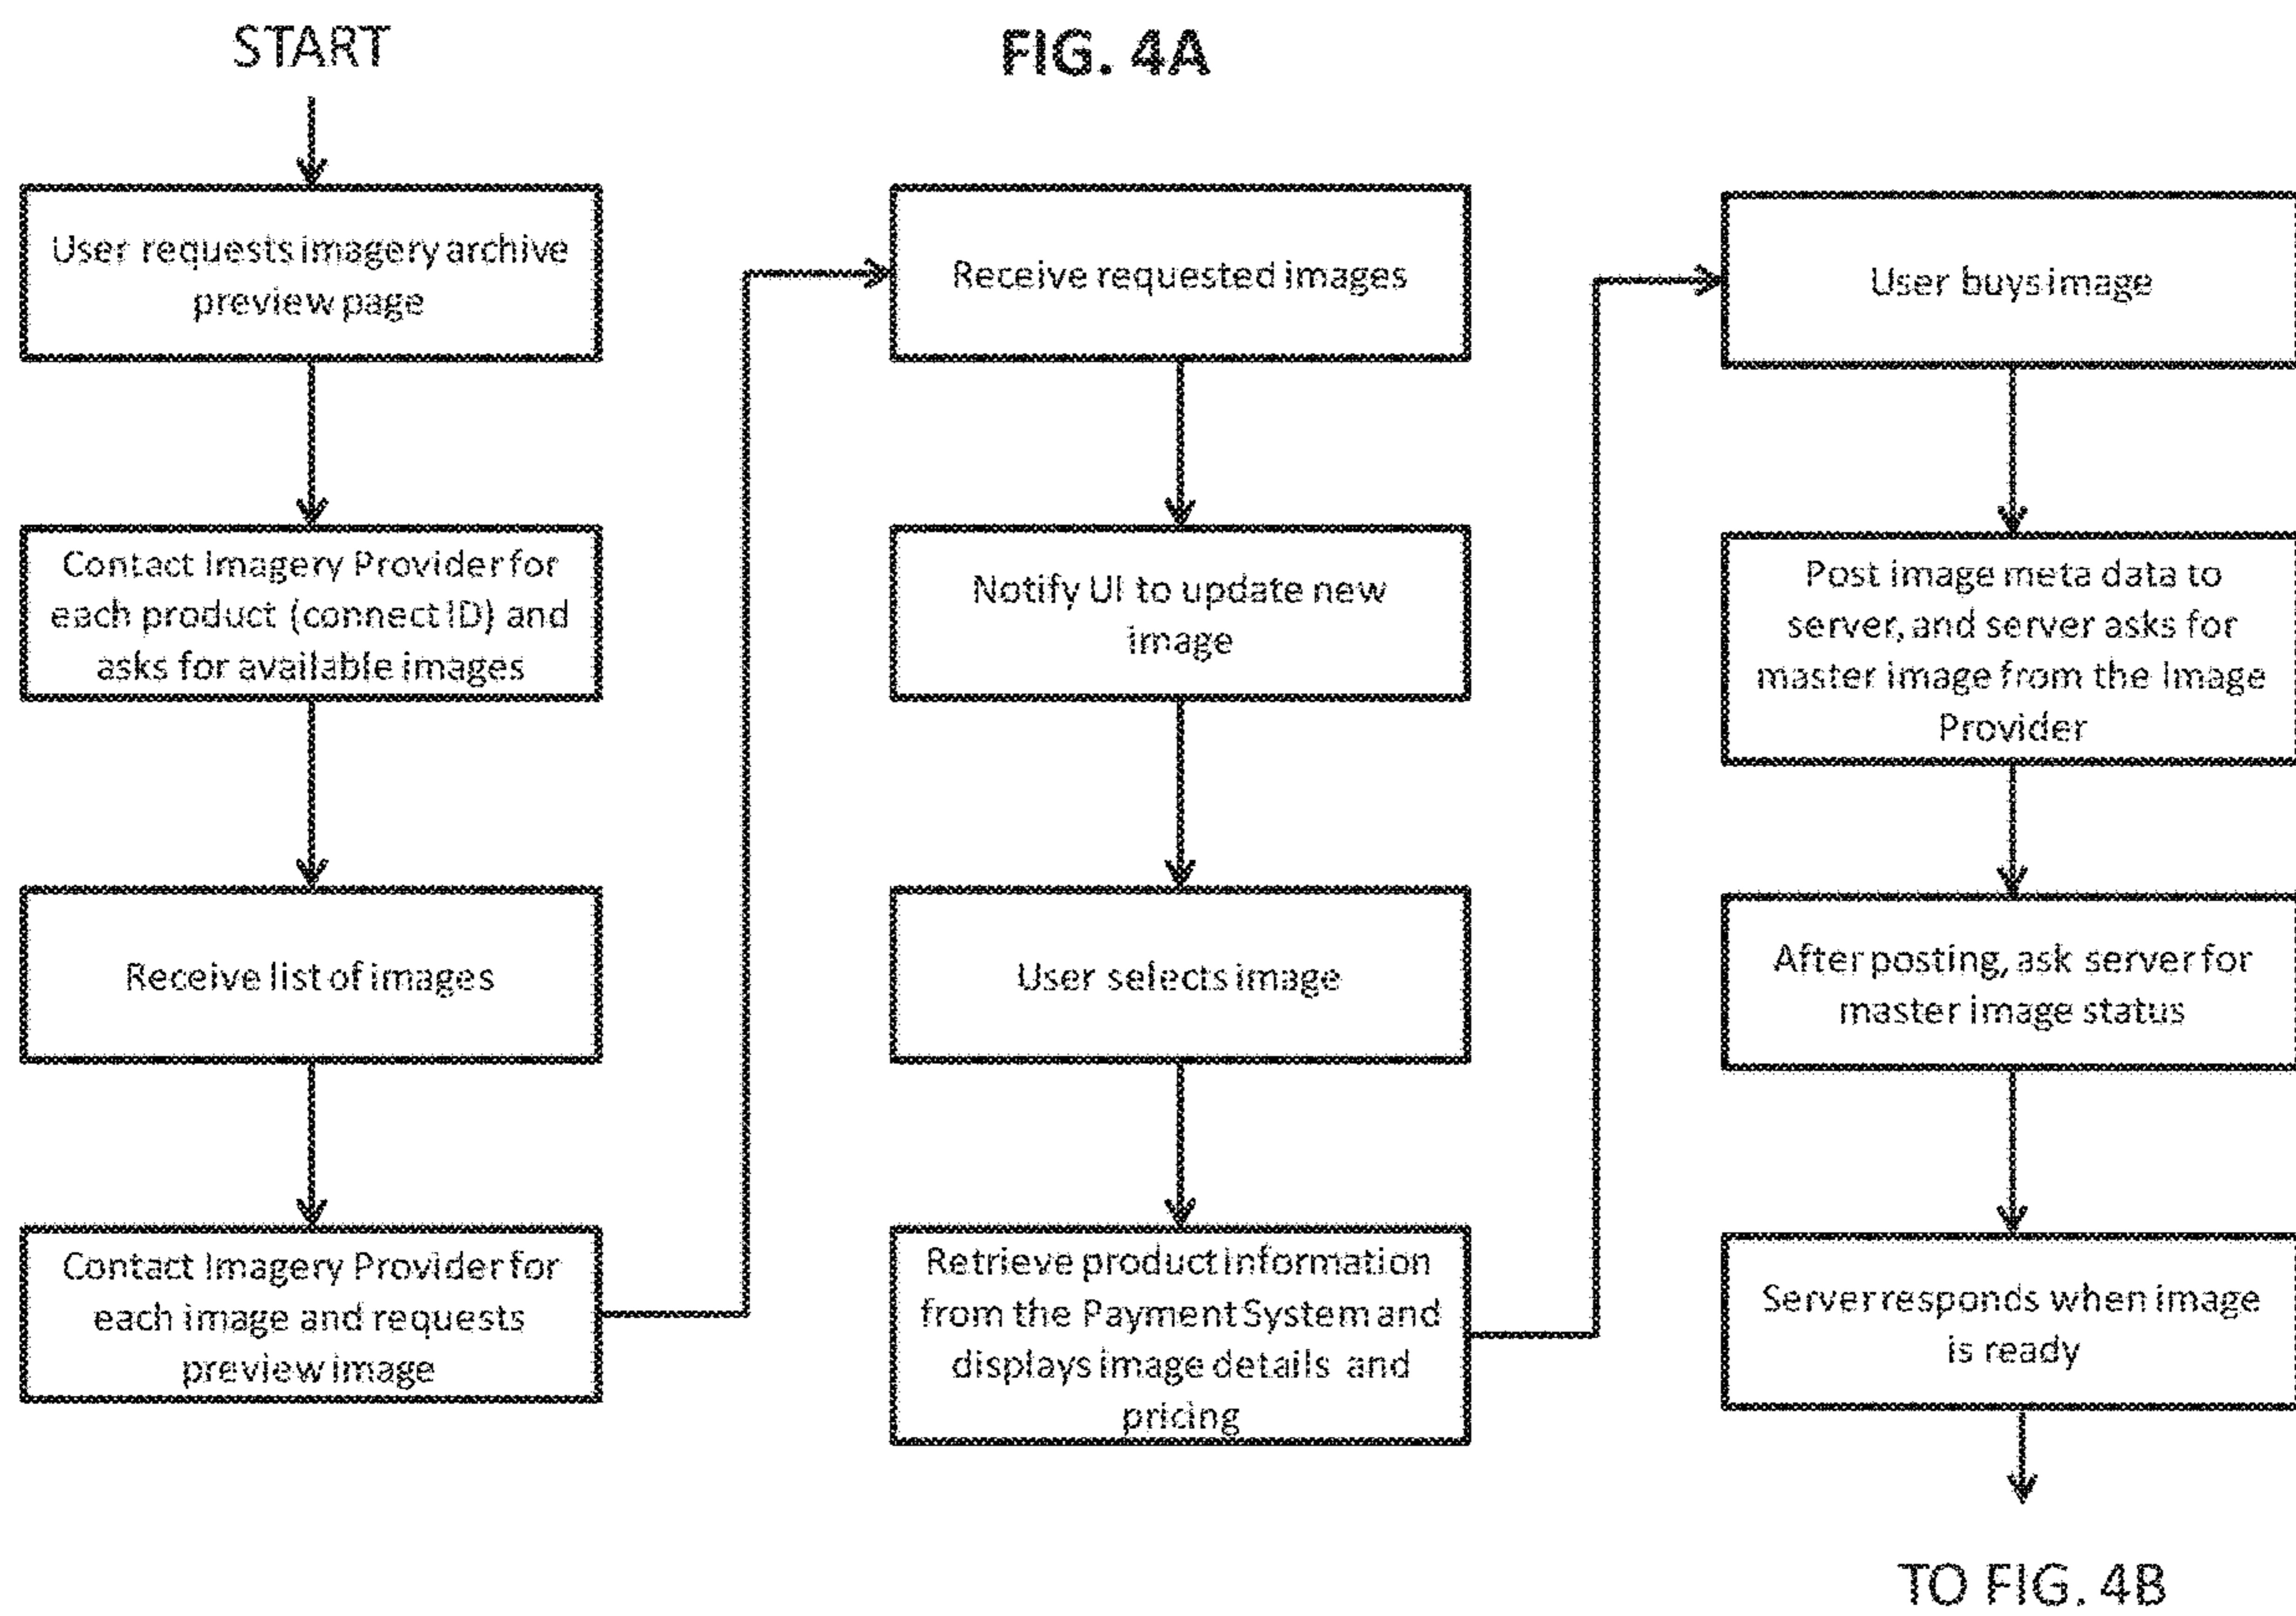 START
FIG. 4A
User requests imagery archive
preview page
Contact Imagery Provider for
each product (connect ID) and
asks for available images
Receive list of images
Contact Imagery Provider for
each image and requests
preview image
Receive requested images
Notify UI to update new
image
User selects image
Retrieve product information
from the Payment System and
displays image details and
pricing
User buys image
Post image meta data to
server, and server asks for
master image from the Image
Provider
After posting, ask server for
master image status
Server responds when image
is ready
TO FIG. 4B